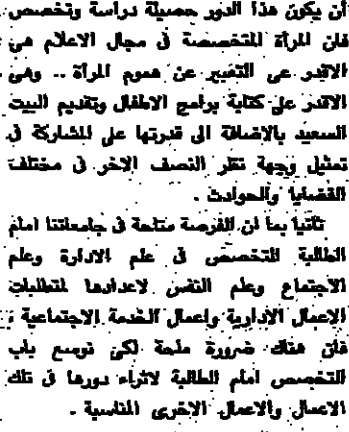 ان يكون هذا الدور حصيلة دراسة وتخصص
فان المرأة المتخصصة في مجال الاعلام هي
الاقدر عى التعبير عن هموم المرأة .. وهي
الاقدر على كتابة برامج الاطفال وتقديم البيت
السعيد بالاضافة الى قدرتها على المشاركة في
تمثيل وجهة نظر النصف الاخر في مختلف
القضايا والحوادث .
ثانيا بما ان الفرصة متاحة في جامعاتنا امام
الطالبة للتخصص في علم الادارة وعلم
الاجتماع وعلم النفس لاعدادها لمتطلبات
الاعمال الادارية واعمال الخدمة الاجتماعية ،
فان هناك ضرورة ملحة لكي نوسع باب
التخصص امام الطالبة لاثراء دورها في تلك
الاعمال والاعمال الاخرى المناسبة .